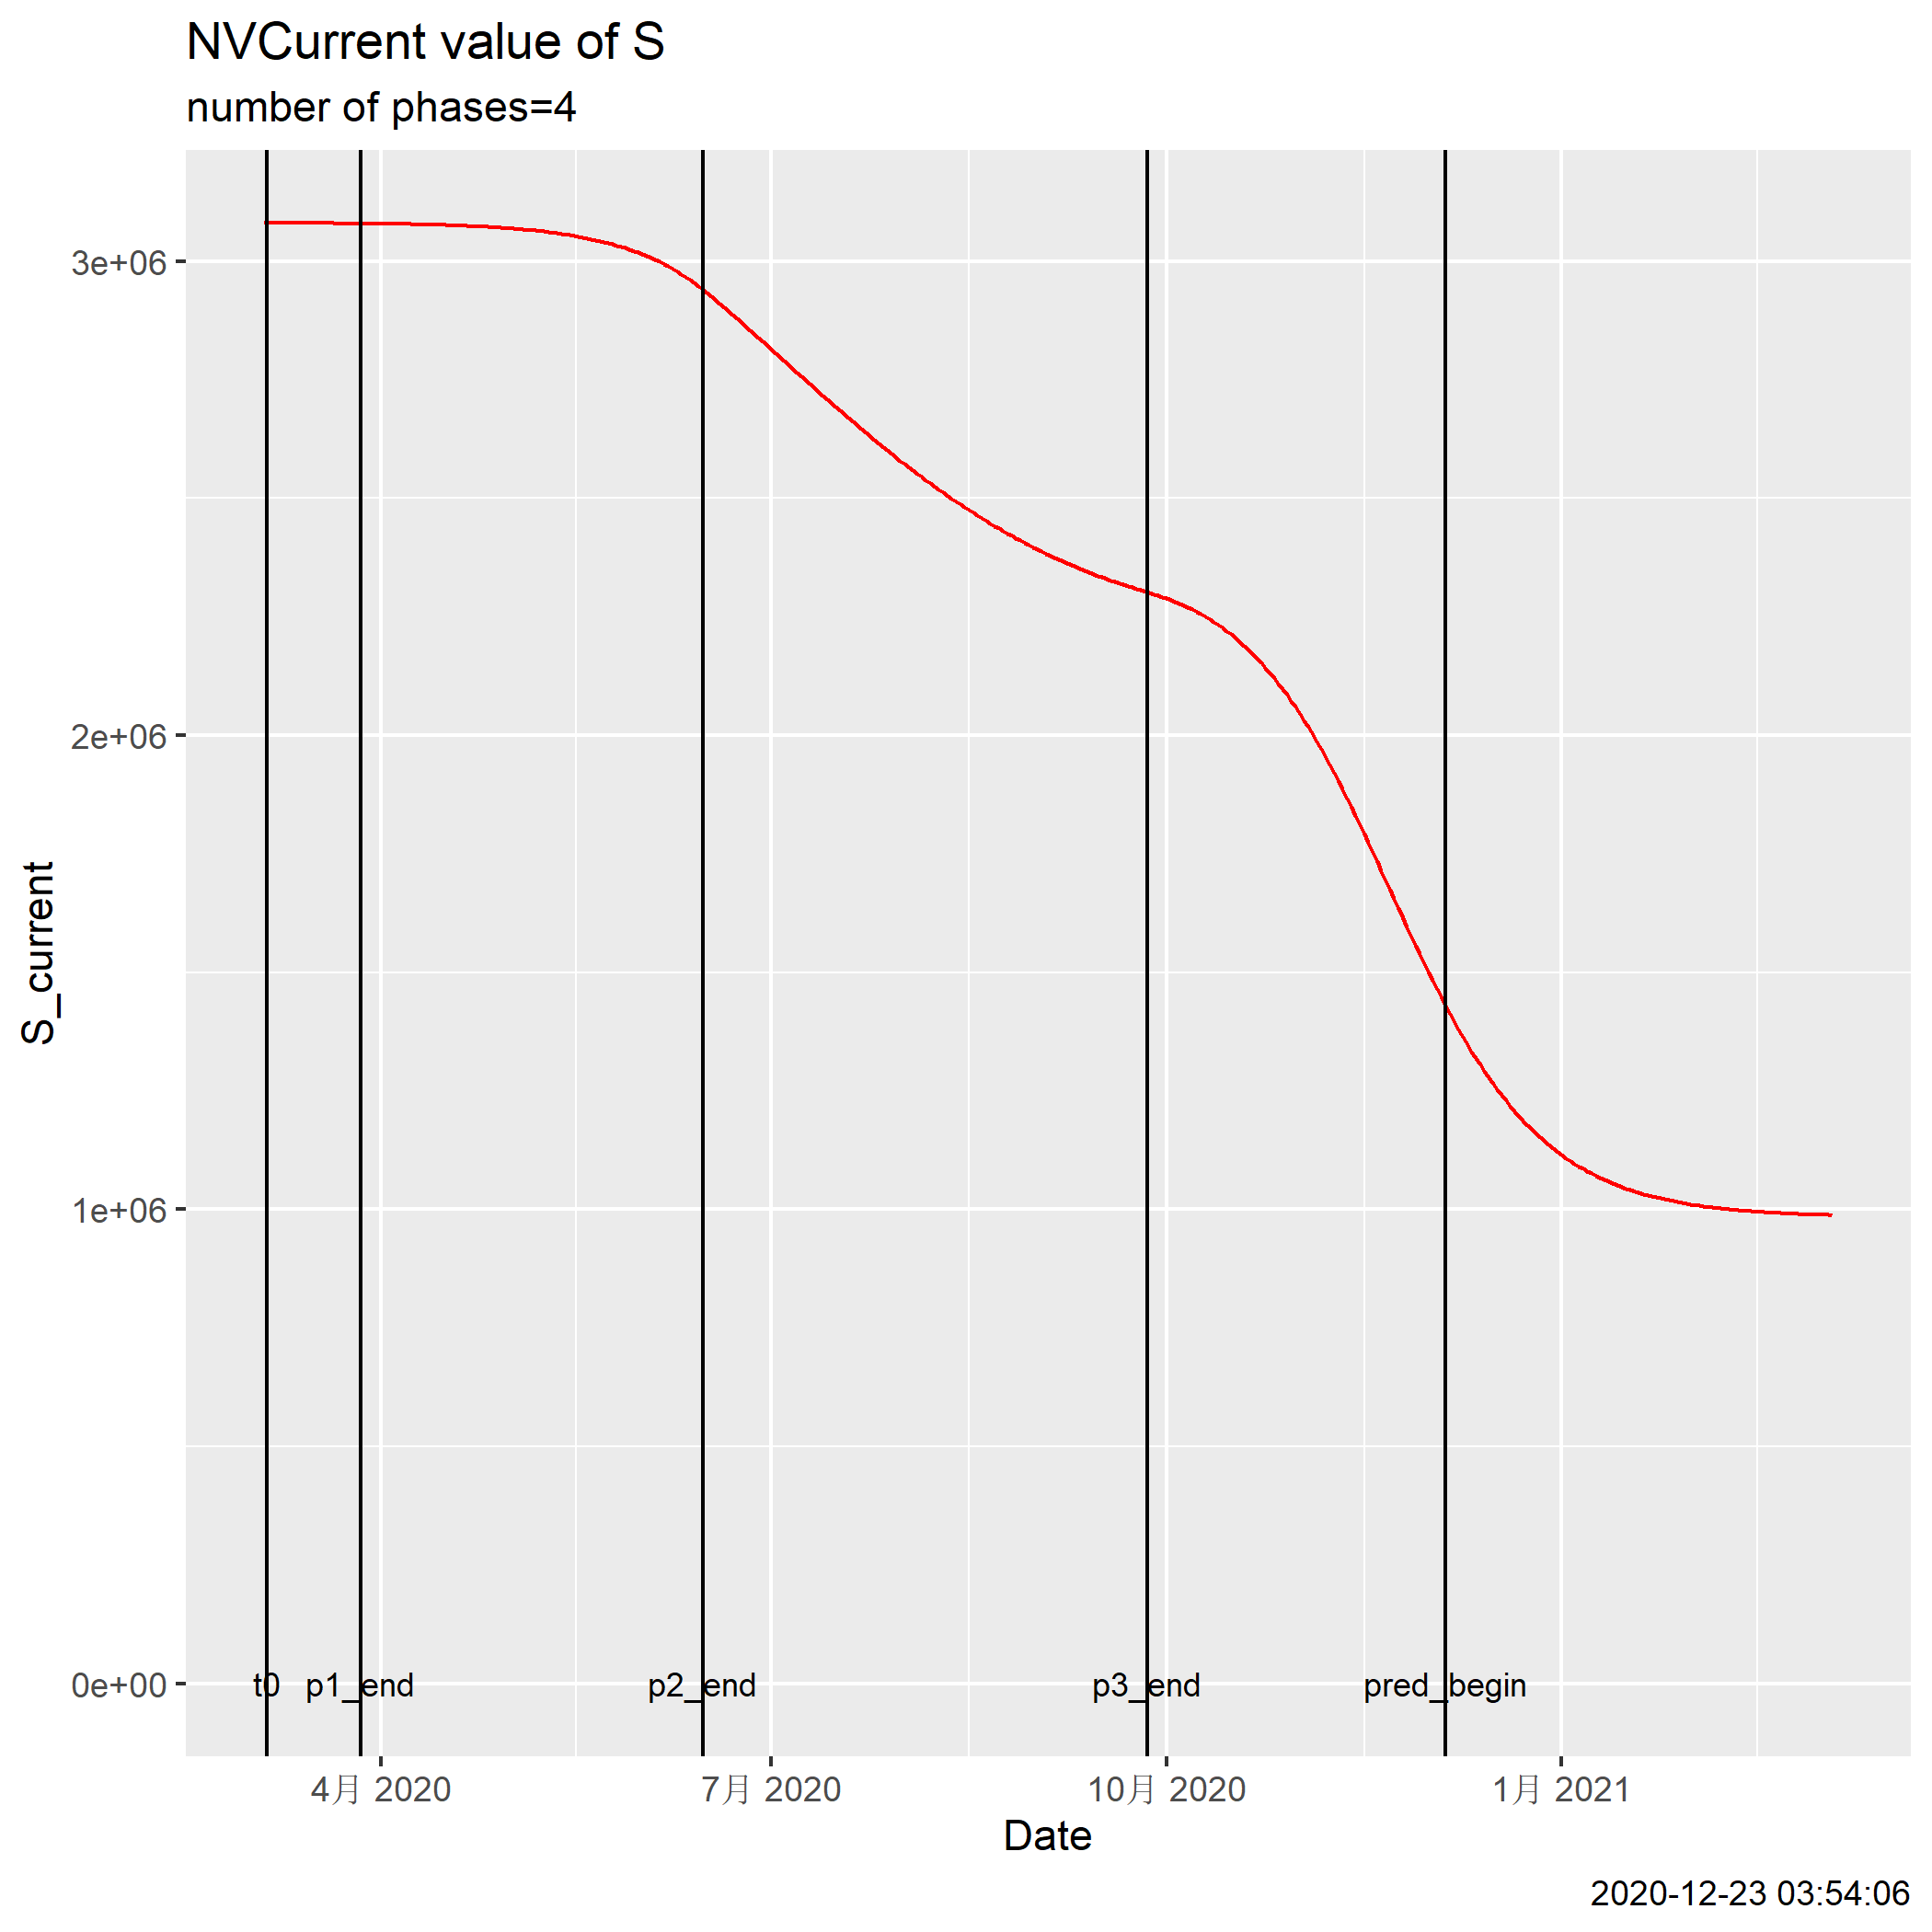 NVCurrent value of S
number of phases=4
3e+06
2e+06
1e+06
0e+00
S_current
t0 p1_end p2_end p3_end pred_begin
4月 2020 7月 2020 10月 2020 1月 2021
Date
2020-12-23 03:54:06